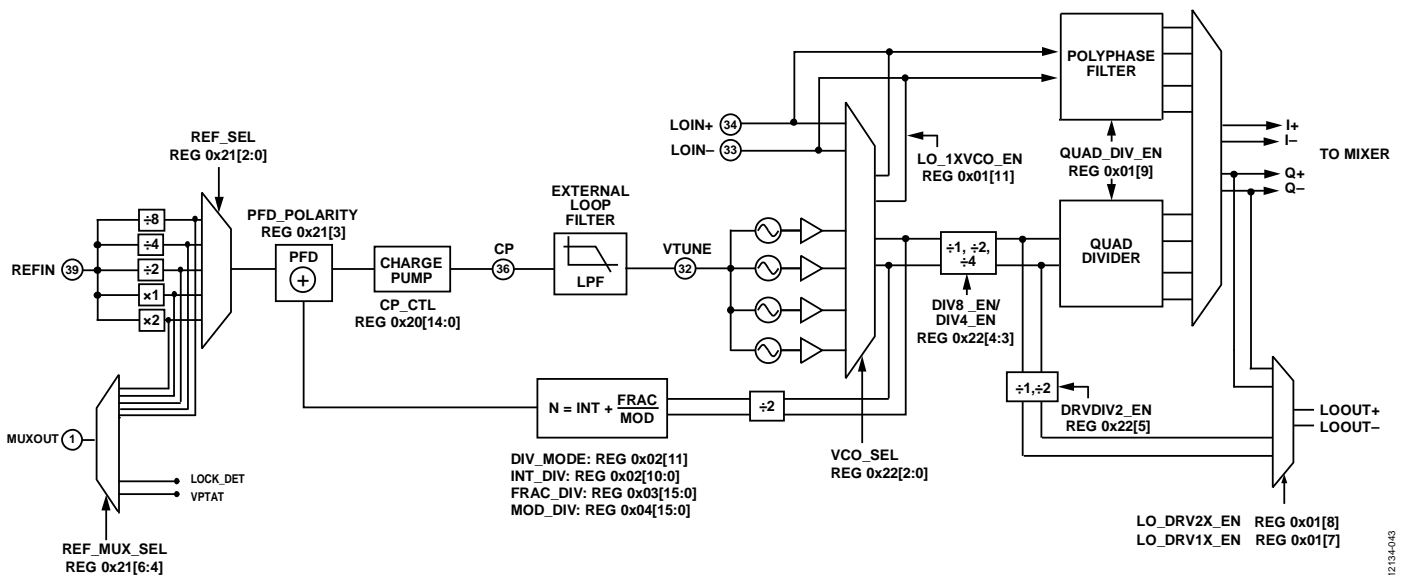 REF_SEL
REG 0x21[2:0]
÷8
÷4
÷2
×1
×2
REFIN 39
PFD_POLARITY
REG 0x21[3]
PFD
+
CHARGE
PUMP
CP_CTL
REG 0x20[14:0]
CP
36
EXTERNAL
LOOP
FILTER
LPF
VTUNE
32
LOIN+ 34
LOIN– 33
LO_1XVCO_EN
REG 0x01[11]
POLYPHASE
FILTER
QUAD_DIV_EN
REG 0x01[9]
QUAD
DIVIDER
I+
I–
Q+
Q–
TO MIXER
÷1, ÷2,
÷4
DIV8_EN/
DIV4_EN
REG 0x22[4:3]
÷1,÷2
DRVDIV2_EN
REG 0x22[5]
LOOUT+
LOOUT–
N = INT + FRAC
MOD
÷2
DIV_MODE: REG 0x02[11]
INT_DIV: REG 0x02[10:0]
FRAC_DIV: REG 0x03[15:0]
MOD_DIV: REG 0x04[15:0]
VCO_SEL
REG 0x22[2:0]
MUXOUT 1
LOCK_DET
VPTAT
REF_MUX_SEL
REG 0x21[6:4]
LO_DRV2X_EN REG 0x01[8]
LO_DRV1X_EN REG 0x01[7]
12134-043